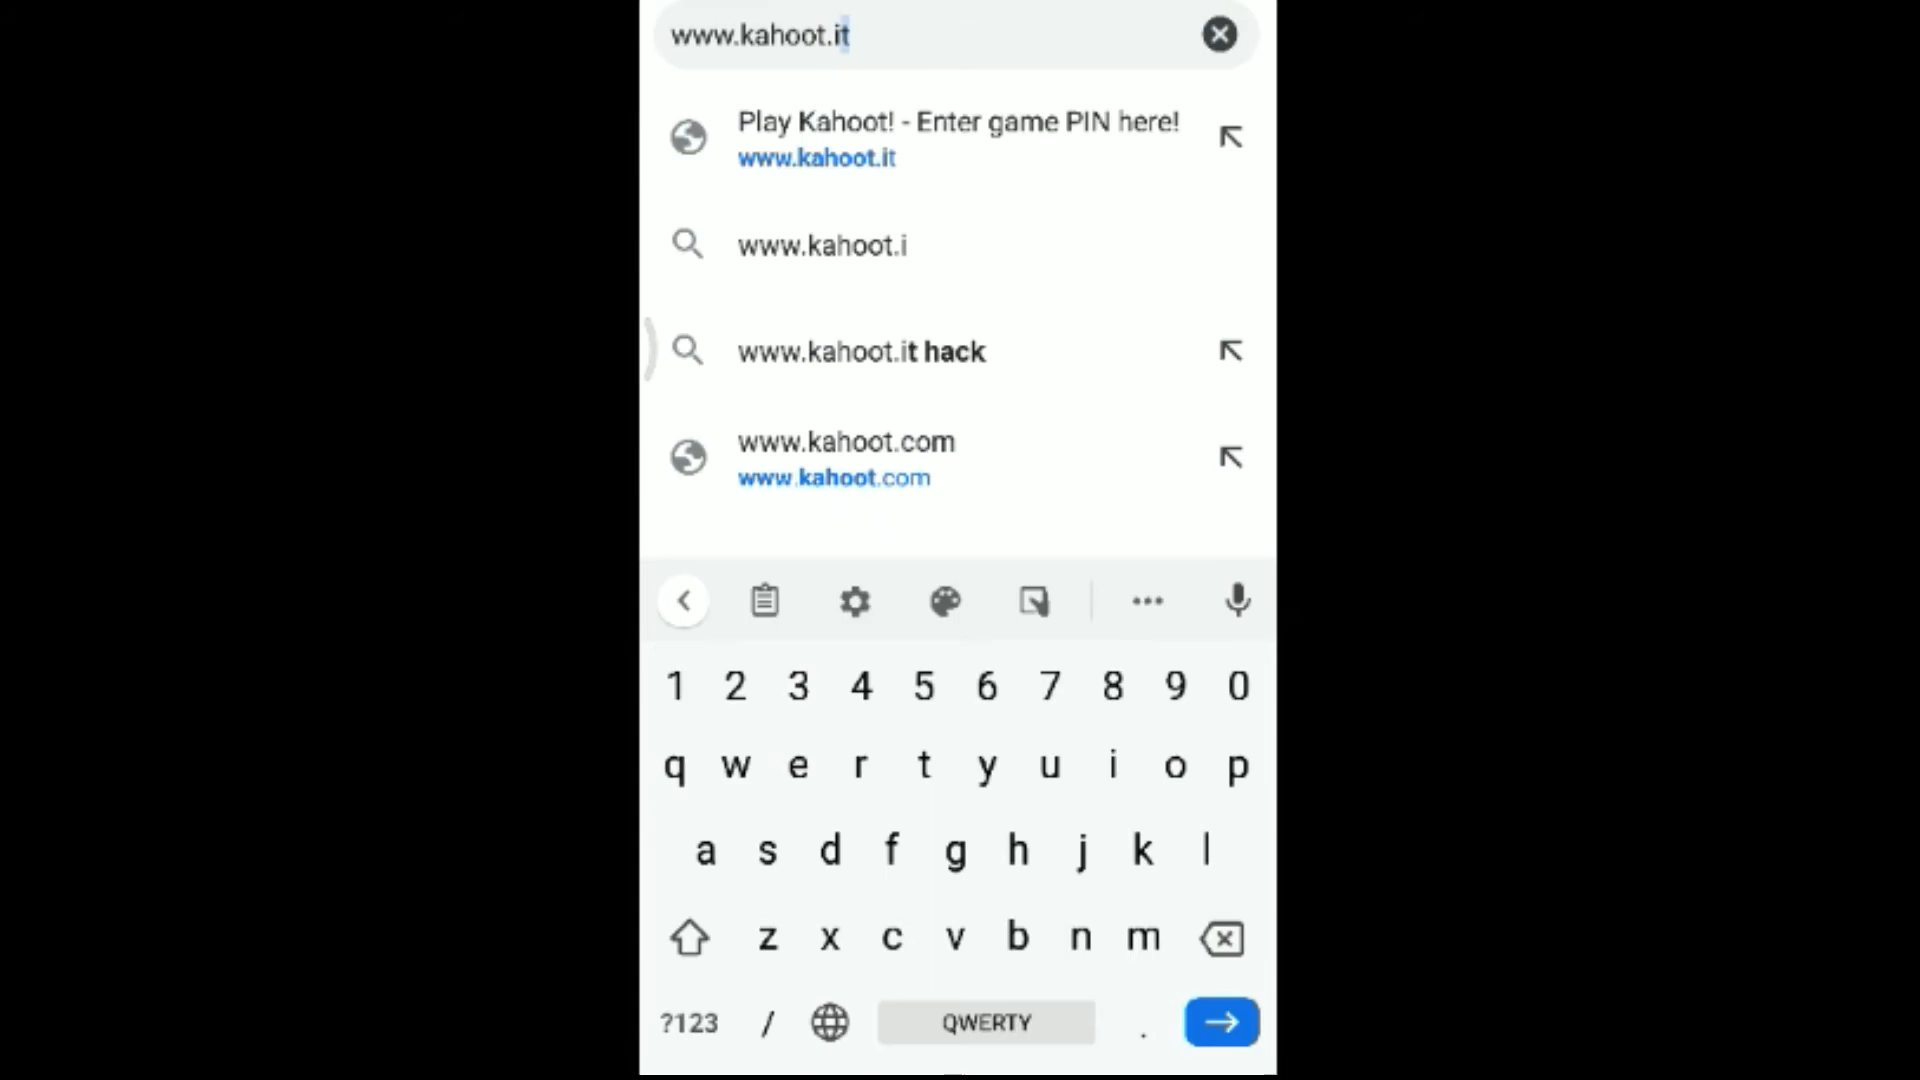 www.kahoot.it
Play Kahoot! - Enter game PIN here!
www.kahoot.it
www.kahoot.i
www.kahoot.it hack
www.kahoot.com
www.kahoot.com
1 2 3 4 5 6 7 8 9 0
q w e r t y u i o p
a s d f g h j k l
z x c v b n m
?123 / QWERTY .